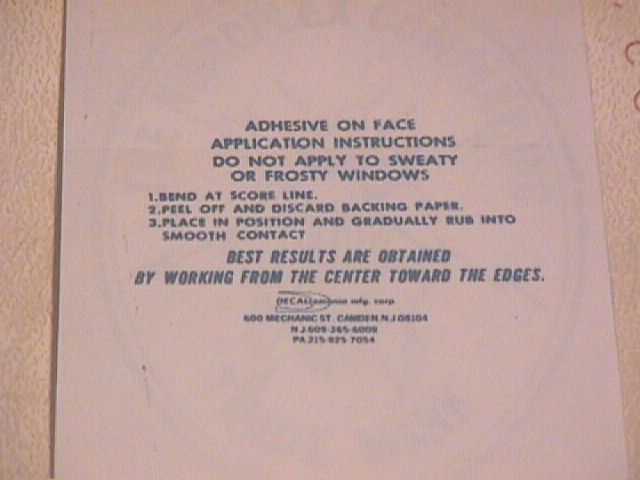 ADHESIVE ON FACE
APPLICATION INSTRUCTIONS
DO NOT APPLY TO SWEATY
OR FROSTY WINDOWS
1.BEND AT SCORE LINE.
2.PEEL OFF AND DISCARD BACKING PAPER.
3.PLACE IN POSITION AND GRADUALLY RUB INTO
SMOOTH CONTACT
BEST RESULTS ARE OBTAINED
BY WORKING FROM THE CENTER TOWARD THE EDGES.
DECALcomania mfg. corp.
600 MECHANIC ST. CAMDEN N.J 08104
N J 609-365-6009
PA 215-925 7054